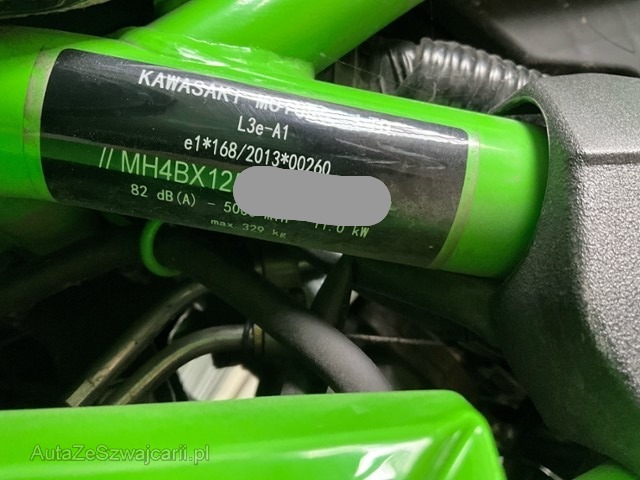 KAWASAKI
L3e-A1
e1*168/2013*00260
// MH4BX12
82 dB(A) - 50 - 11.0 kW
max. 329 kg
AutaZeSzwajcarii.pl